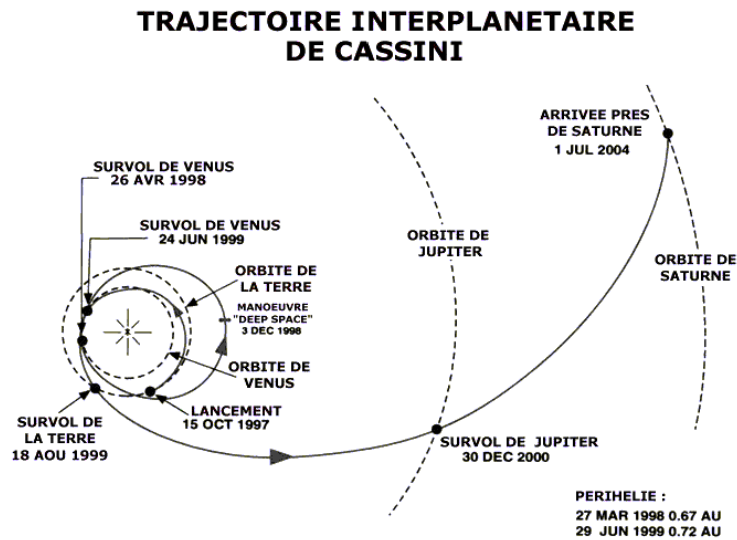 TRAJECTOIRE INTERPLANETAIRE
DE CASSINI
ARRIVEE PRES
DE SATURNE
1 JUL 2004
SURVOL DE VENUS
26 AVR 1998
SURVOL DE VENUS
24 JUN 1999
ORBITE DE
JUPITER
ORBITE DE
SATURNE
ORBITE DE
LA TERRE
MANOEUVRE
"DEEP SPACE"
3 DEC 1998
ORBITE DE
VENUS
LANCEMENT
15 OCT 1997
SURVOL DE
LA TERRE
18 AOU 1999
SURVOL DE JUPITER
30 DEC 2000
PERIHELIE :
27 MAR 1998 0.67 AU
29 JUN 1999 0.72 AU